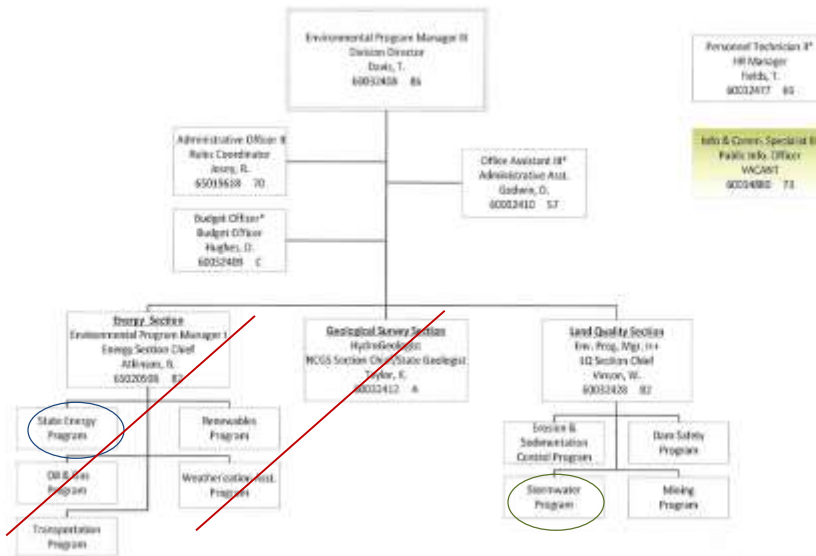 Environmental Program Manager III
Division Director
Davis, T.
60032408 86
Personnel Technician II*
HR Manager
Fields, T.
60032477 65
Administrative Officer II
Rules Coordinator
Josey, R.
65019618 70
Office Assistant III*
Administrative Asst.
Godwin, D.
60032410 57
Info & Comm. Specialist III
Public Info. Officer
VACANT
60034880 73
Budget Officer*
Budget Officer
Hughes, D.
60032489 C
Energy Section
Environmental Program Manager I
Energy Section Chief
Atkinson, B.
65020508 82
Geological Survey Section
HydroGeologist
NCGS Section Chief/State Geologist
Taylor, K.
60032412 A
Land Quality Section
Env. Prog. Mgr. I++
LQ Section Chief
Vinson, W.
60032428 82
State Energy
Program
Renewables
Program
Erosion &
Sedimentation
Control Program
Dam Safety
Program
Oil & Gas
Program
Weatherization Asst.
Program
Stormwater
Program
Mining
Program
Transportation
Program